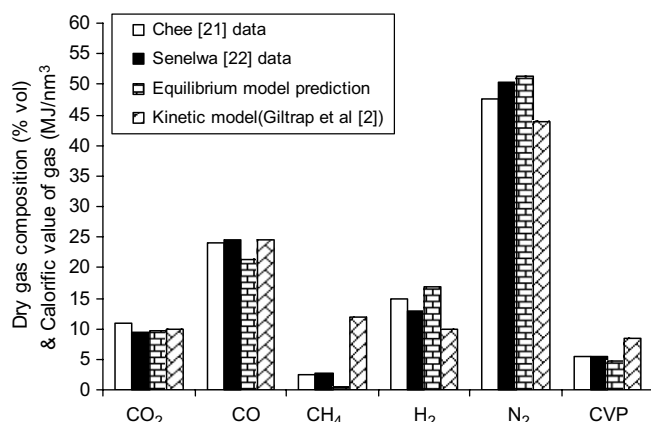 Dry gas composition (% vol)
& Calorific value of gas (MJ/nm³)
60
55
50
45
40
35
30
25
20
15
10
5
0
Chee [21] data
Senelwa [22] data
Equilibrium model prediction
Kinetic model(Giltrap et al [2])
CO₂ CO CH₄ H₂ N₂ CVP